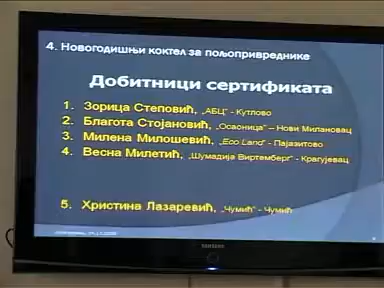 4. Новогодишњи коктел за пољопривреднике
Добитници сертификата
1. Зорица Степовић, „АБЦ" - Кутлово
2. Благота Стојановић, „Осаоница" – Нови Милановац
3. Милена Милошевић, „Eco Land" - Пајазитово
4. Весна Милетић, „Шумадија Виртемберг" - Крагујевац
5. Христина Лазаревић, „Чумић" - Чумић
SAMSUNG